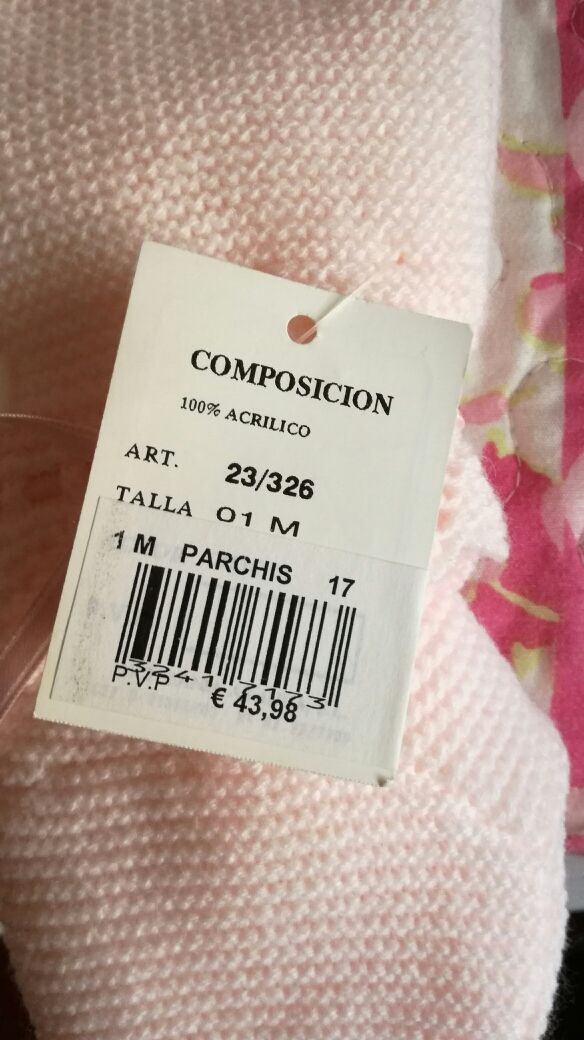 COMPOSICION
100% ACRILICO
ART. 23/326
TALLA 01 M
1 M PARCHIS 17
P.V.P
€ 43,98